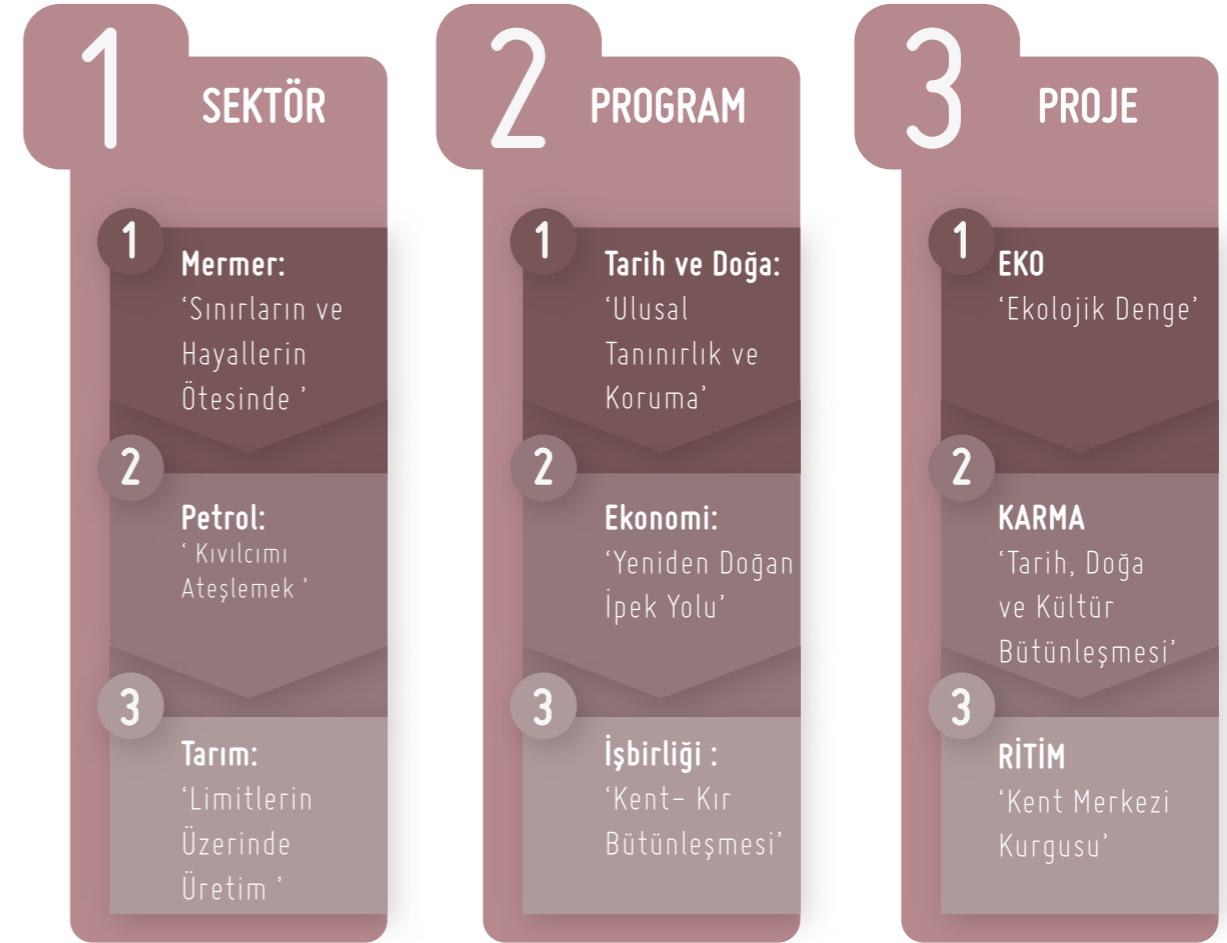 1
SEKTÖR
1
Mermer:
‘Sınırların ve
Hayallerin
Ötesinde ’
2
Petrol:
‘ Kıvılcımı
Ateşlemek ’
3
Tarım:
‘Limitlerin
Üzerinde
Üretim ’
2
PROGRAM
1
Tarih ve Doğa:
‘Ulusal
Tanınırlık ve
Koruma’
2
Ekonomi:
‘Yeniden Doğan
İpek Yolu’
3
İşbirliği :
‘Kent- Kır
Bütünleşmesi’
3
PROJE
1
EKO
‘Ekolojik Denge’
2
KARMA
‘Tarih, Doğa
ve Kültür
Bütünleşmesi’
3
RİTİM
‘Kent Merkezi
Kurgusu’